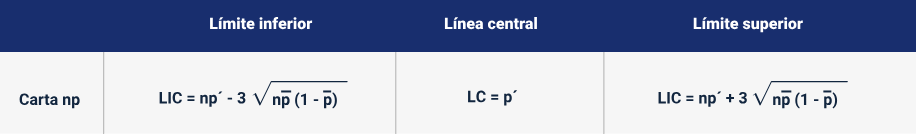 Límite inferior Línea central Límite superior
Carta np LIC = np´ - 3 √np̅ (1 - p̅) LC = p´ LIC = np´ + 3 √np̅ (1 - p̅)